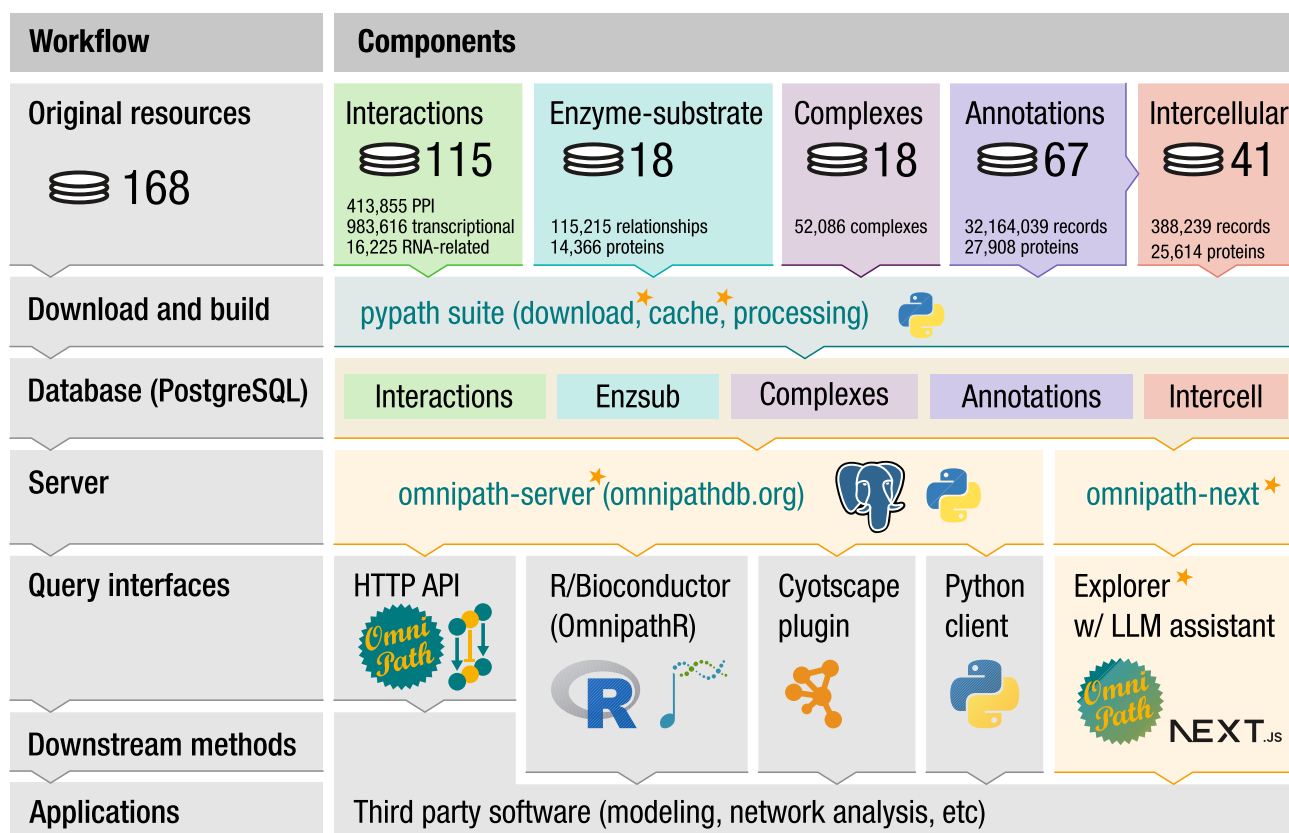 Workflow
Components
Original resources
168
Interactions
115
413,855 PPI
983,616 transcriptional
16,225 RNA-related
Enzyme-substrate
18
115,215 relationships
14,366 proteins
Complexes
18
52,086 complexes
Annotations
67
32,164,039 records
27,908 proteins
Intercellular
41
388,239 records
25,614 proteins
Download and build
pypath suite (download, cache, processing)
Database (PostgreSQL)
Interactions
Enzsub
Complexes
Annotations
Intercell
Server
omnipath-server (omnipathdb.org)
omnipath-next
Query interfaces
HTTP API
Omni
Path
R/Bioconductor
(OmnipathR)
R
Cyotscape
plugin
Python
client
Explorer
w/ LLM assistant
Omni
Path
NEXT.JS
Downstream methods
Applications
Third party software (modeling, network analysis, etc)